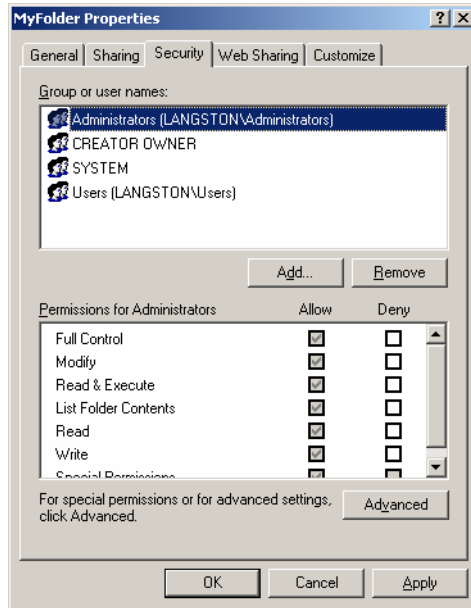 MyFolder Properties
General Sharing Security Web Sharing Customize
Group or user names:
Administrators (LANGSTON\Administrators)
CREATOR OWNER
SYSTEM
Users (LANGSTON\Users)
Add... Remove
Permissions for Administrators Allow Deny
Full Control
Modify
Read & Execute
List Folder Contents
Read
Write
Special Permissions
For special permissions or for advanced settings,
click Advanced.
Advanced
OK Cancel Apply